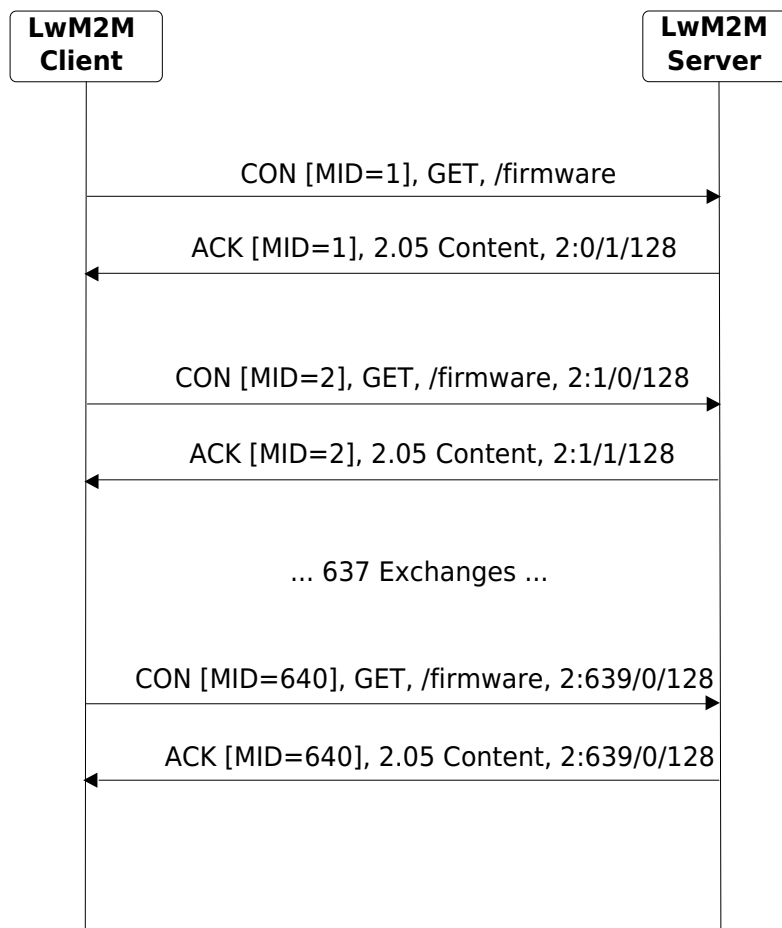 LwM2M
Client
LwM2M
Server
CON [MID=1], GET, /firmware
ACK [MID=1], 2.05 Content, 2:0/1/128
CON [MID=2], GET, /firmware, 2:1/0/128
ACK [MID=2], 2.05 Content, 2:1/1/128
... 637 Exchanges ...
CON [MID=640], GET, /firmware, 2:639/0/128
ACK [MID=640], 2.05 Content, 2:639/0/128